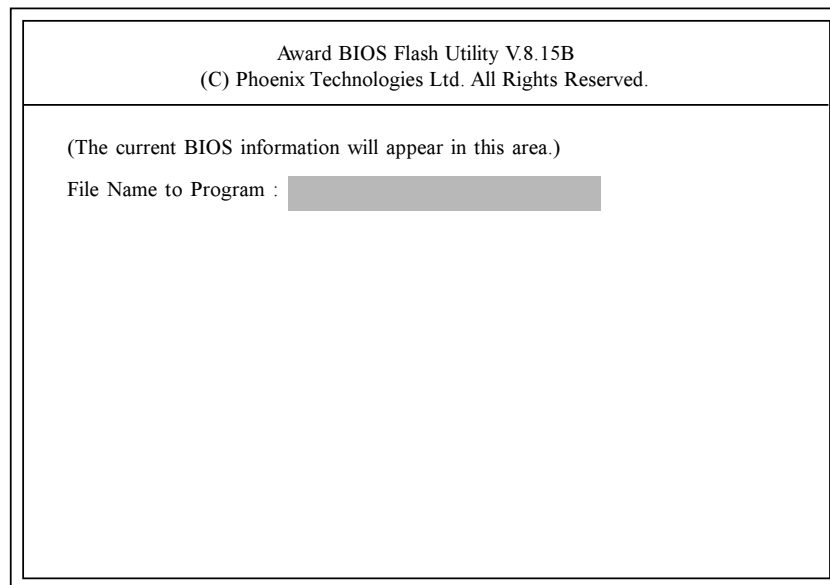 Award BIOS Flash Utility V.8.15B
(C) Phoenix Technologies Ltd. All Rights Reserved.
(The current BIOS information will appear in this area.)
File Name to Program :